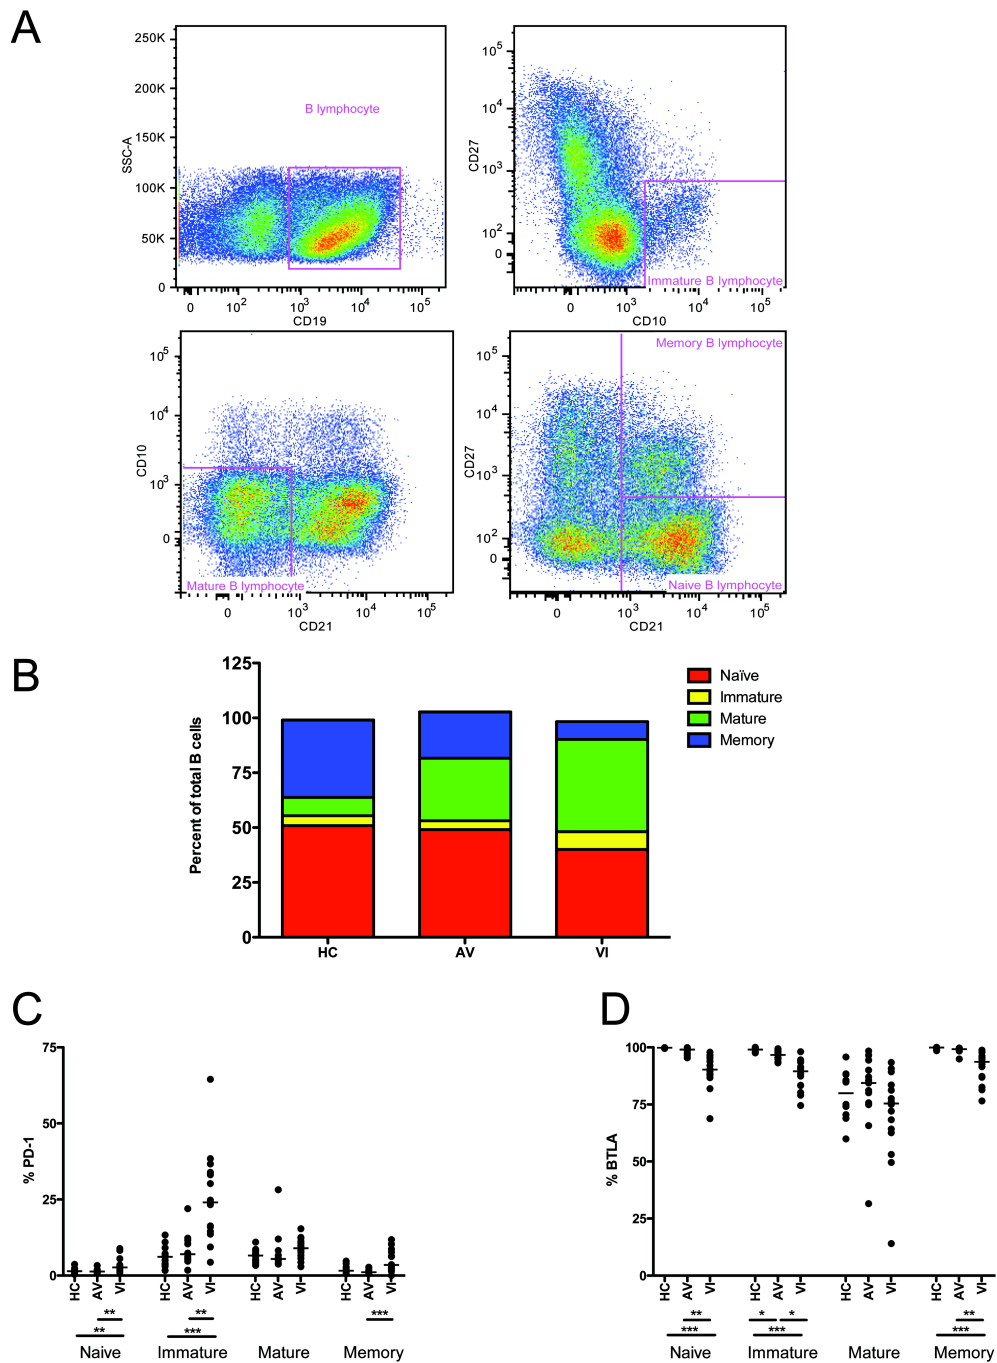 A
250K
200K
150K
100K
50K
0
SSC-A
B lymphocyte
0 10² 10³ 10⁴ 10⁵
CD19
10⁵
10⁴
10³
10²
0
CD27
Immature B lymphocyte
0 10³ 10⁴ 10⁵
CD10
10⁵
10⁴
10³
0
CD10
Mature B lymphocyte
0 10³ 10⁴ 10⁵
CD21
Memory B lymphocyte
10⁵
10⁴
10³
10²
0
CD27
Naive B lymphocyte
0 10³ 10⁴ 10⁵
CD21
B
125
100
75
50
25
0
Percent of total B cells
HC AV VI
Naïve
Immature
Mature
Memory
C
75
50
25
0
% PD-1
HC AV VI HC AV VI HC AV VI HC AV VI
** ** ***
** ***
Naive Immature Mature Memory
D
100
75
50
25
0
% BTLA
HC AV VI HC AV VI HC AV VI HC AV VI
** * * **
*** *** ***
Naive Immature Mature Memory